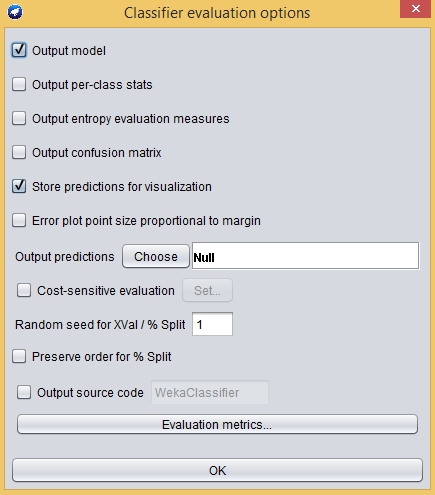 Classifier evaluation options
Output model
Output per-class stats
Output entropy evaluation measures
Output confusion matrix
Store predictions for visualization
Error plot point size proportional to margin
Output predictions Choose Null
Cost-sensitive evaluation Set...
Random seed for XVal / % Split 1
Preserve order for % Split
Output source code WekaClassifier
Evaluation metrics...
OK